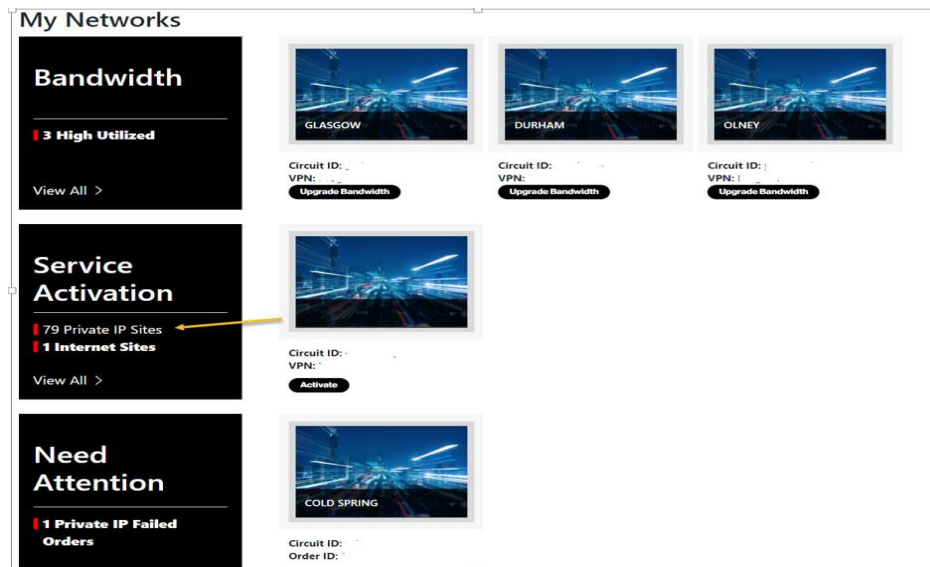 My Networks
Bandwidth
3 High Utilized
View All >
GLASGOW
Circuit ID:
VPN:
Upgrade Bandwidth
DURHAM
Circuit ID:
VPN:
Upgrade Bandwidth
OLNEY
Circuit ID:
VPN:
Upgrade Bandwidth
Service
Activation
79 Private IP Sites
1 Internet Sites
View All >
Circuit ID:
VPN:
Activate
Need
Attention
1 Private IP Failed
Orders
COLD SPRING
Circuit ID:
Order ID: